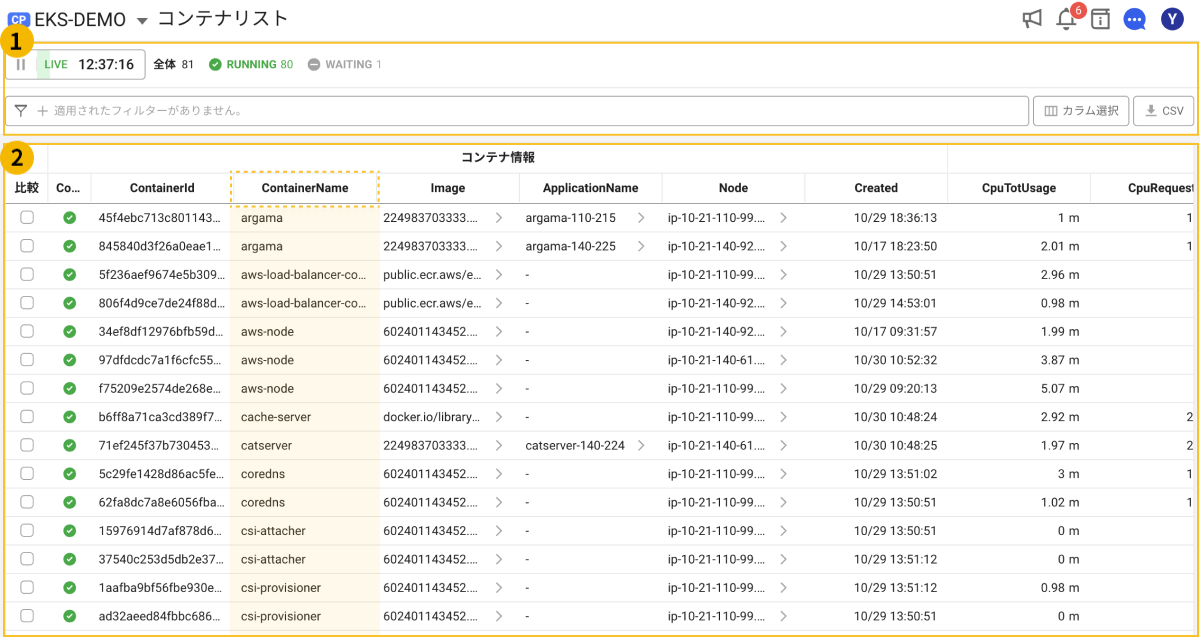 CP EKS-DEMO コンテナリスト 6 Y
1
LIVE 12:37:16 全体 81 RUNNING 80 WAITING 1
適用されたフィルターがありません。 カラム選択 CSV
2
コンテナ情報
比較 Co... ContainerId ContainerName Image ApplicationName Node Created CpuTotUsage CpuRequest
45f4ebc713c801143... argama 224983703333.... argama-110-215 ip-10-21-110-99.... 10/29 18:36:13 1 m 1
845840d3f26a0eae1... argama 224983703333.... argama-140-225 ip-10-21-140-92.... 10/17 18:23:50 2.01 m 1
5f236aef9674e5b309... aws-load-balancer-co... public.ecr.aws/e... - ip-10-21-110-99.... 10/29 13:50:51 2.96 m
806f4d9ce7de24f88d... aws-load-balancer-co... public.ecr.aws/e... - ip-10-21-140-92.... 10/29 14:53:01 0.98 m
34ef8df12976bfb59d... aws-node 602401143452.... - ip-10-21-140-92.... 10/17 09:31:57 1.99 m
97dfdcdc7a1f6cfc55... aws-node 602401143452.... - ip-10-21-140-61.... 10/30 10:52:32 3.87 m
f75209e2574de268e... aws-node 602401143452.... - ip-10-21-110-99.... 10/29 09:20:13 5.07 m
b6ff8a71ca3cd389f7... cache-server docker.io/library... - ip-10-21-110-99.... 10/30 10:48:24 2.92 m 2
71ef245f37b730453... catserver 224983703333.... catserver-140-224 ip-10-21-140-61.... 10/30 10:48:25 1.97 m 2
5c29fe1428d86ac5fe... coredns 602401143452.... - ip-10-21-110-99.... 10/29 13:51:02 3 m 1
62fa8dc7a8e6056fba... coredns 602401143452.... - ip-10-21-110-99.... 10/29 13:50:51 1.02 m 1
15976914d7af878d6... csi-attacher 602401143452.... - ip-10-21-110-99.... 10/29 13:50:51 0 m
37540c253d5db2e37... csi-attacher 602401143452.... - ip-10-21-110-99.... 10/29 13:51:12 0 m
1aafba9bf56fbe930e... csi-provisioner 602401143452.... - ip-10-21-110-99.... 10/29 13:51:12 0.98 m
ad32aeed84fbbc686... csi-provisioner 602401143452.... - ip-10-21-110-99.... 10/29 13:50:51 0 m